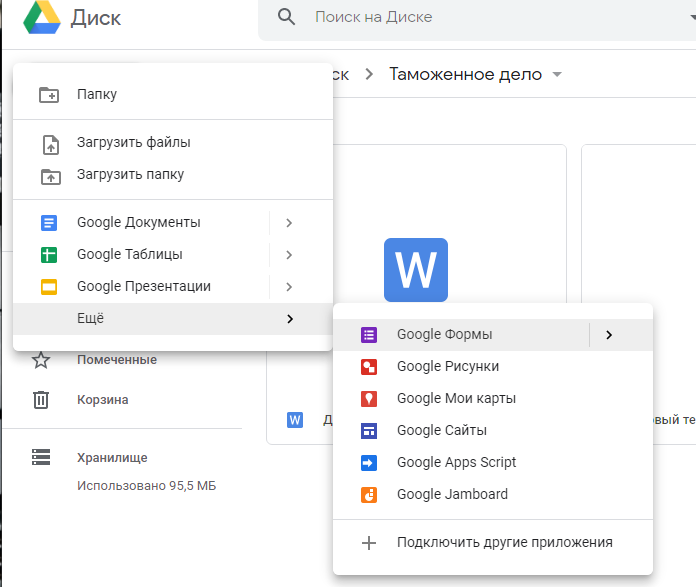 Диск
Поиск на Диске
ск > Таможенное дело
Папку
Загрузить файлы
Загрузить папку
Google Документы
Google Таблицы
Google Презентации
Ещё
W
Google Формы
Google Рисунки
Google Мои карты
Google Сайты
Google Apps Script
Google Jamboard
Подключить другие приложения
Помеченные
Корзина
W Д
вый те
Хранилище
Использовано 95,5 МБ